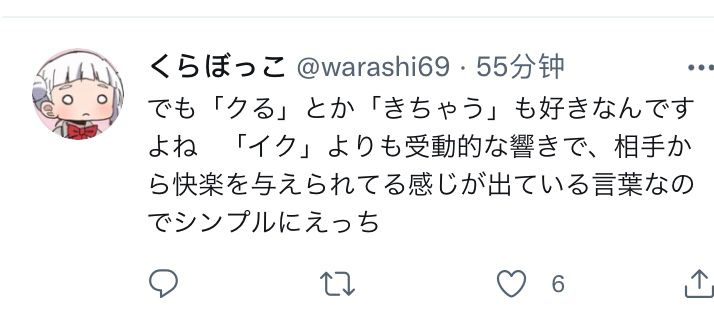 くらぼっこ @warashi69 · 55分钟
でも「クる」とか「きちゃう」も好きなんです
よね　「イク」よりも受動的な響きで、相手か
ら快楽を与えられてる感じが出ている言葉なの
でシンプルにえっち
6